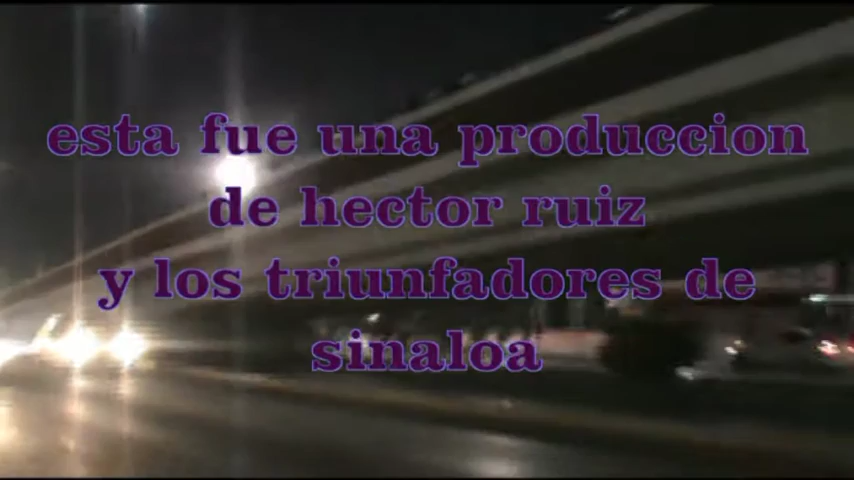 esta fue una produccion
de hector ruiz
y los triunfadores de
sinaloa